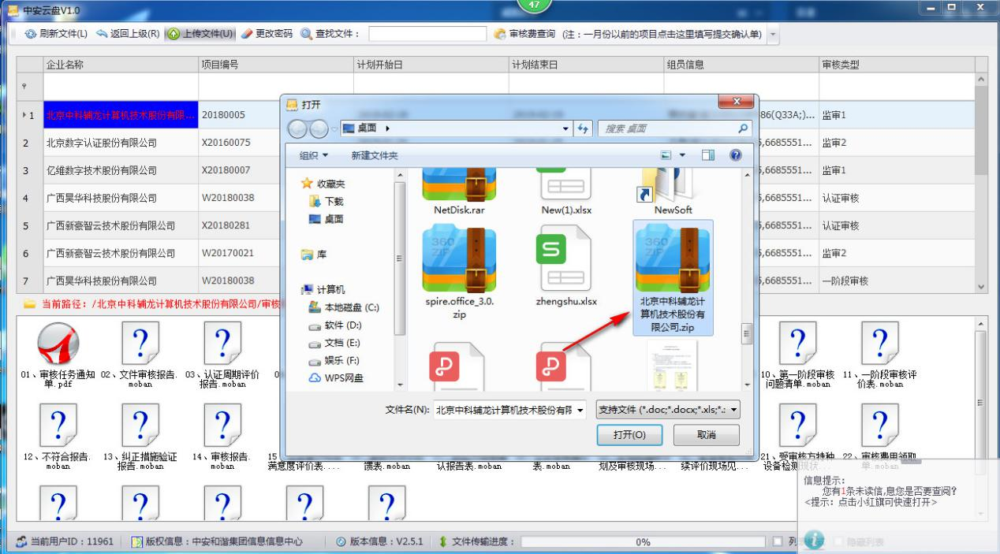 47
中安云盘V1.0
刷新文件(L) 返回上级(R) 上传文件(U) 更改密码 查找文件： 审核费查询 (注：一月份以前的项目点击这里填写提交确认单)
企业名称 项目编号 计划开始日 计划结束日 组员信息 审核类型
1 北京中科辅龙计算机技术股份有限... 20180005 86(Q33A;)... 监审1
2 北京数字认证股份有限公司 X20160075 5,6685551... 监审2
3 亿维数字技术股份有限公司 X20180007 5,6685551... 监审1
4 广西昊华科技股份有限公司 W20180038 5,6685551... 认证审核
5 广西新豪智云技术股份有限公司 X20180281 5,6685551... 认证审核
6 广西新豪智云技术股份有限公司 W20170021 5,6685551... 监审2
7 广西昊华科技股份有限公司 W20180038 5,6685551... 一阶段审核
当前路径：/北京中科辅龙计算机技术股份有限公司/审核
打开
桌面
搜索 桌面
组织 新建文件夹
收藏夹
下载
桌面
库
计算机
本地磁盘 (C:)
软件 (D:)
文档 (E:)
娱乐 (F:)
WPS网盘
NetDisk.rar New(1).xlsx NewSoft
360
ZIP
S
360
ZIP
spire.office_3.0.
zip
zhengshu.xlsx
北京中科辅龙计
算机技术股份有
限公司.zip
文件名(N): 北京中科辅龙计算机技术股份有限 支持文件 (*.doc;*.docx;*.xls;*.:
打开(O) 取消
01、审核任务通知
单.pdf
02、文件审核报告.
moban
03、认证周期评价
报告.moban
10、第一阶段审核
问题清单.moban
11、一阶段审核评
价表.moban
12、不符合报告.
moban
13、纠正措施验证
报告.moban
14、审核报告.
moban
15
满意度评价表....
馈表.moban
认报告表.moban
表.moban
划及审核现场...
续评价现场见...
21、受审核方特种
设备检测现状...
22、审核费用领取
单.moban
信息提示：
您有1条未读信,息您是否要查阅？
<提示：点击小红旗可快速打开>
当前用户ID：11961 版权信息：中安和谐集团信息信息中心 版本信息：V2.5.1 文件传输进度： 0% 隐藏列表